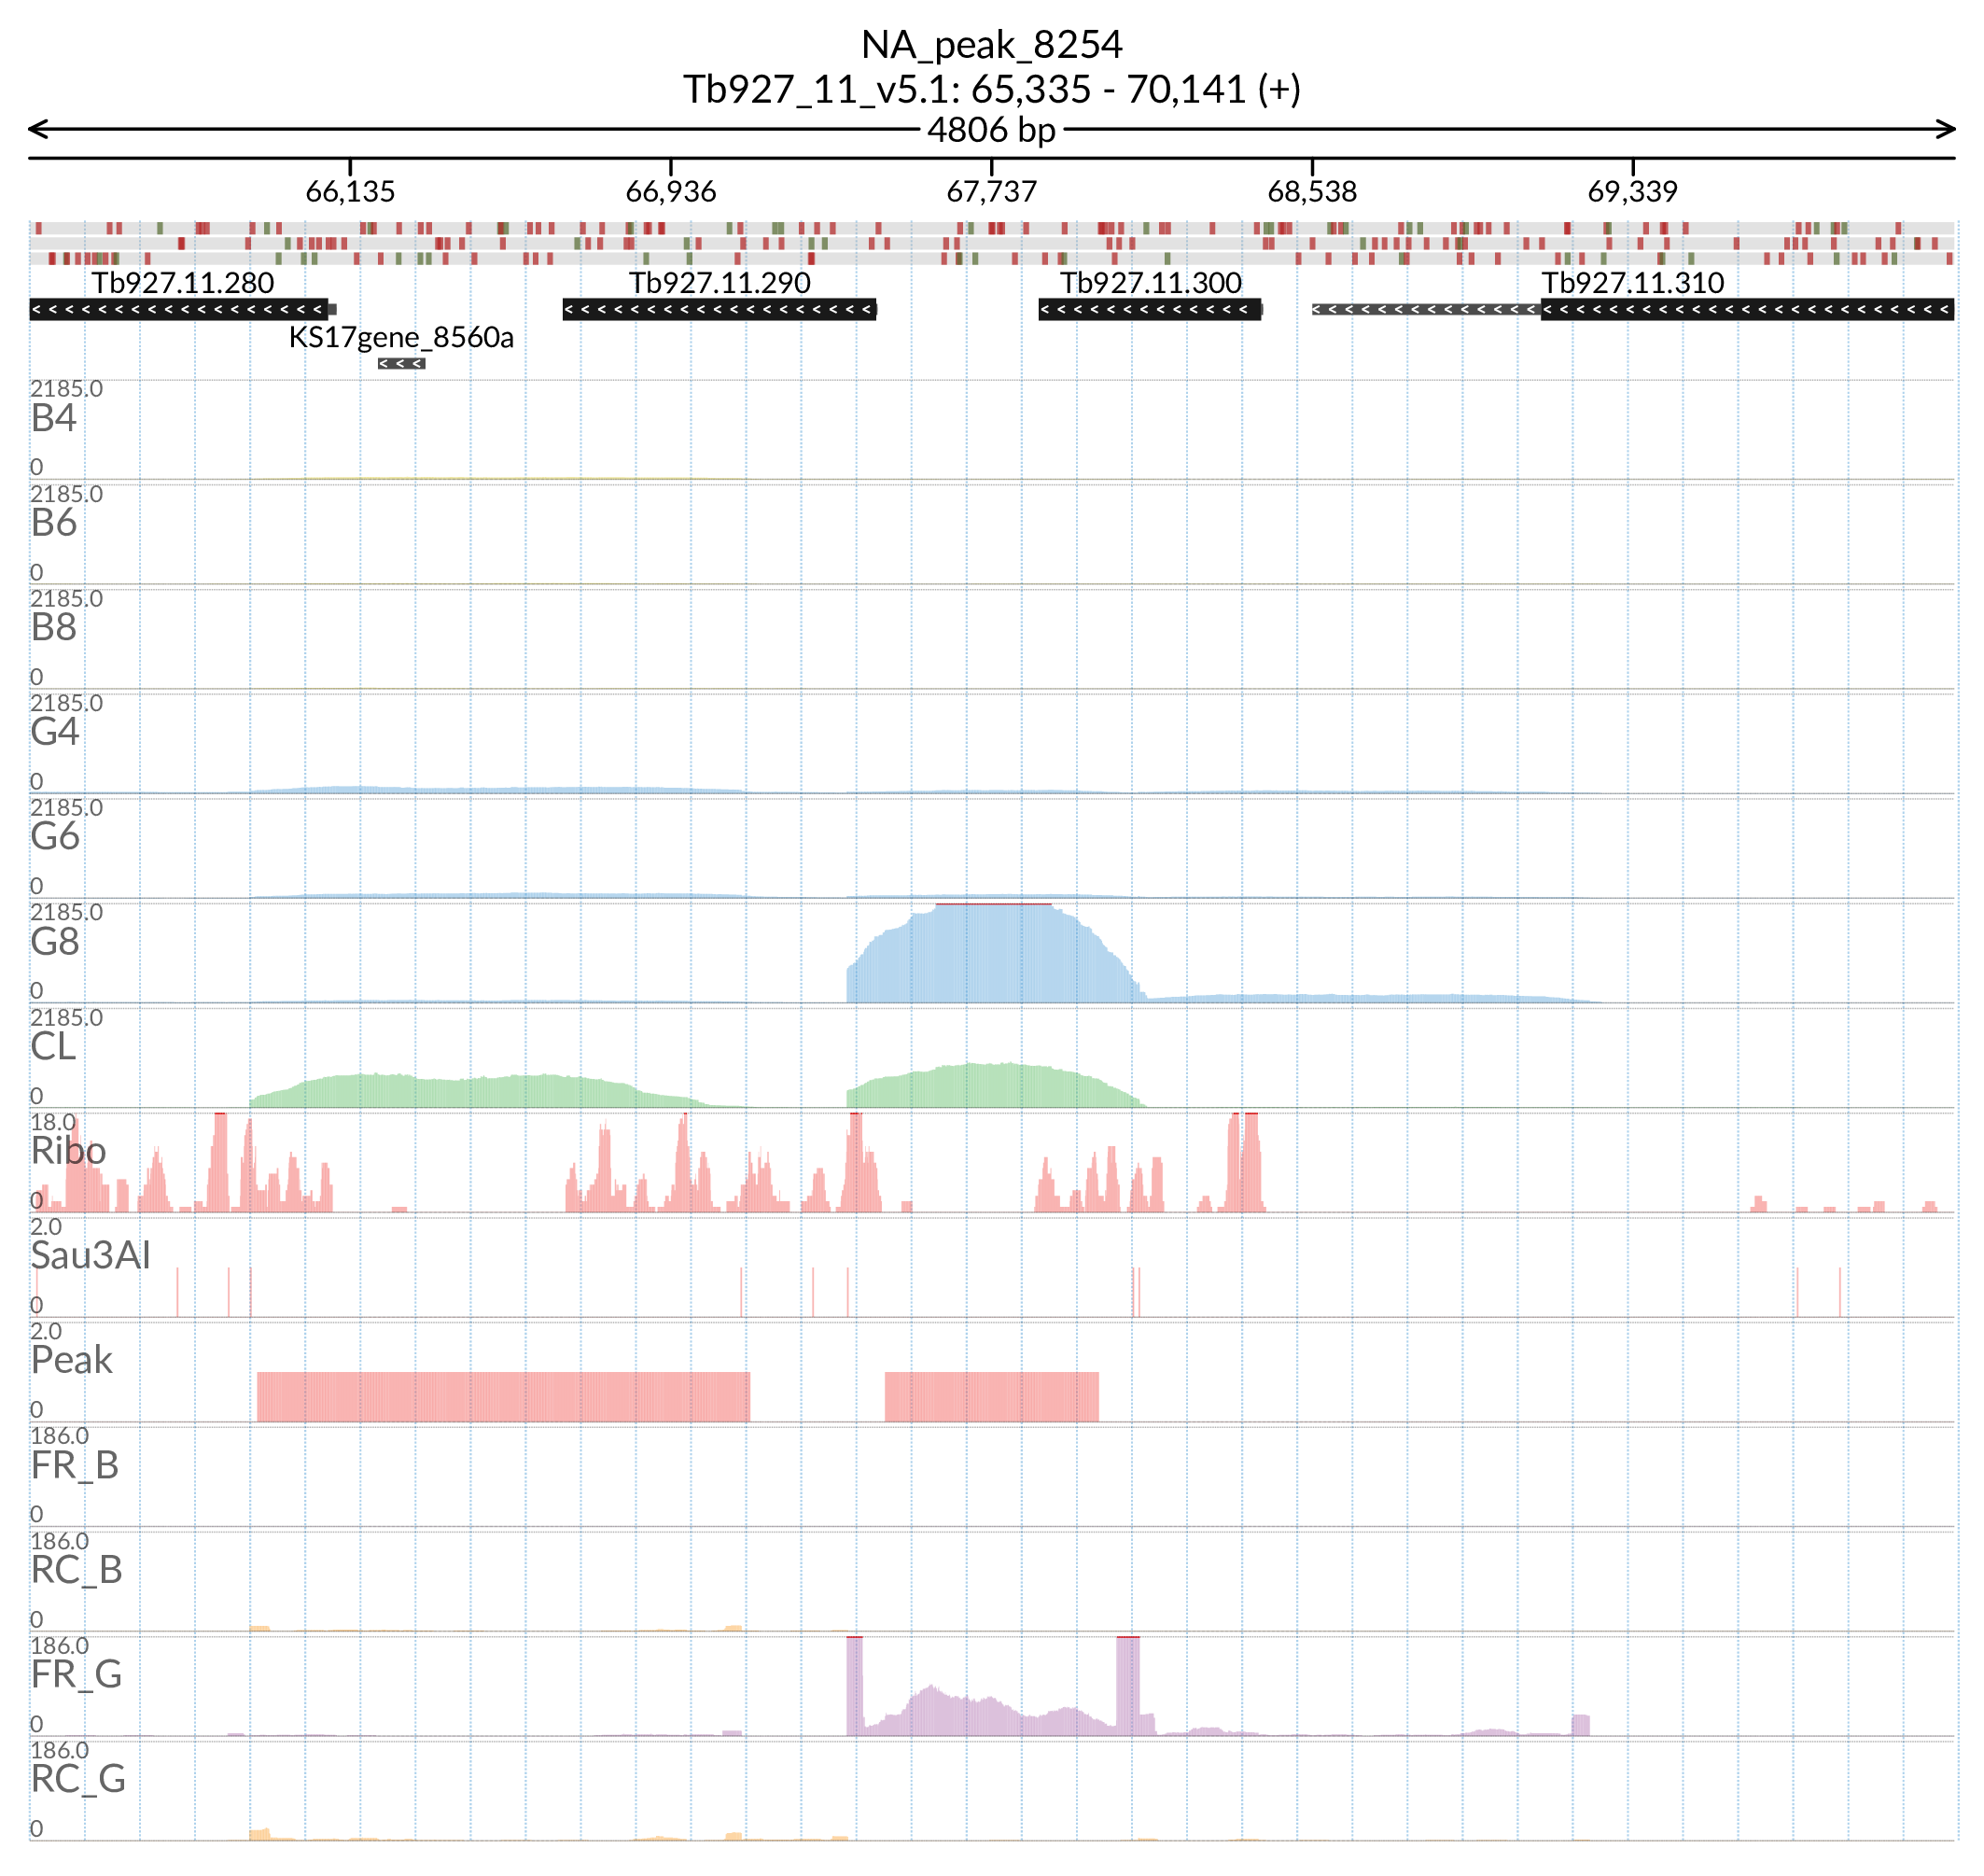 NA_peak_8254
Tb927_11_v5.1: 65,335 - 70,141 (+)
4806 bp
66,135 66,936 67,737 68,538 69,339
Tb927.11.280 Tb927.11.290 Tb927.11.300 Tb927.11.310
KS17gene_8560a
2185.0
B4
0
2185.0
B6
0
2185.0
B8
0
2185.0
G4
0
2185.0
G6
0
2185.0
G8
0
2185.0
CL
0
18.0
Ribo
0
2.0
Sau3AI
0
2.0
Peak
0
186.0
FR_B
0
186.0
RC_B
0
186.0
FR_G
0
186.0
RC_G
0